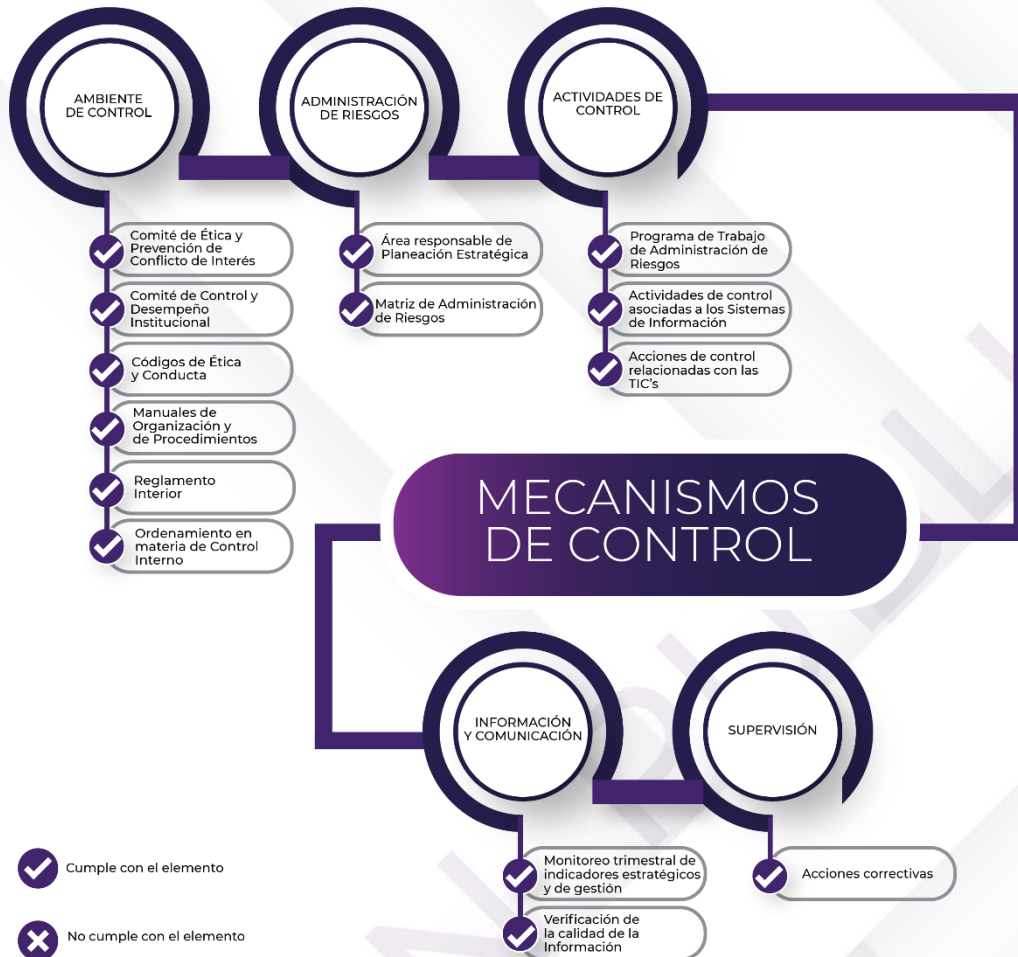 AMBIENTE
DE CONTROL
ADMINISTRACIÓN
DE RIESGOS
ACTIVIDADES DE
CONTROL
Comité de Ética y
Prevención de
Conflicto de Interés
Comité de Control y
Desempeño
Institucional
Códigos de Ética
y Conducta
Manuales de
Organización y
de Procedimientos
Reglamento
Interior
Ordenamiento en
materia de Control
Interno
Área responsable de
Planeación Estratégica
Matriz de Administración
de Riesgos
Programa de Trabajo
de Administración de
Riesgos
Actividades de control
asociadas a los Sistemas
de Información
Acciones de control
relacionadas con las
TIC's
MECANISMOS
DE CONTROL
INFORMACIÓN
Y COMUNICACIÓN
SUPERVISIÓN
Monitoreo trimestral de
indicadores estratégicos
y de gestión
Verificación de
la calidad de la
Información
Acciones correctivas
Cumple con el elemento
No cumple con el elemento